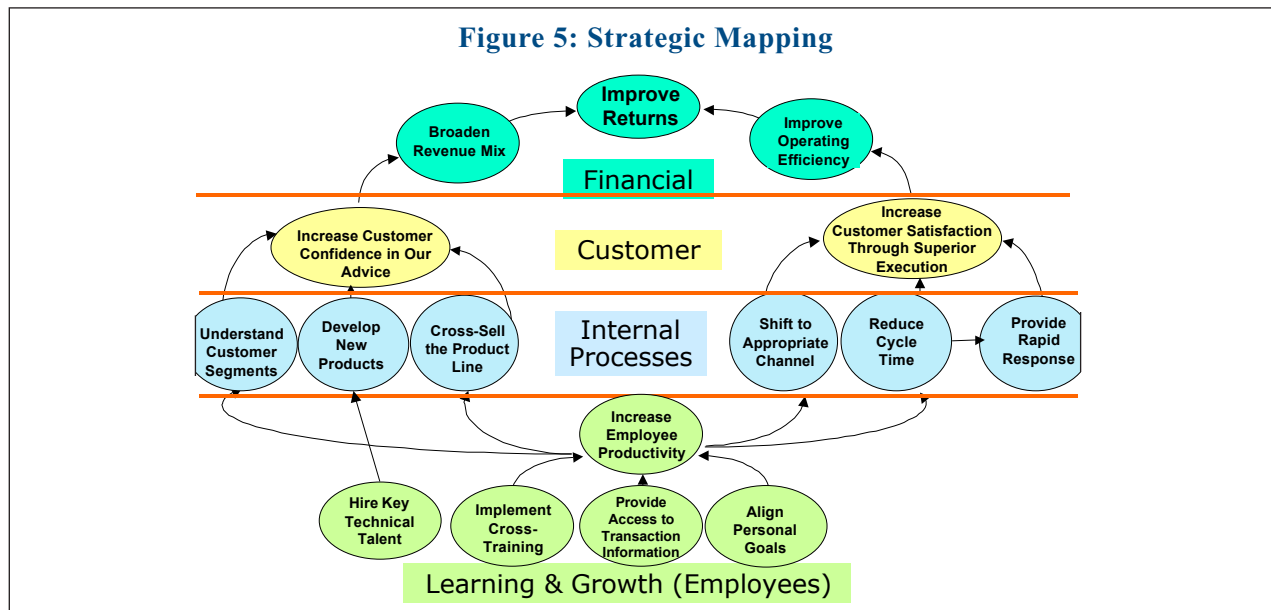 Figure 5: Strategic Mapping
Improve
Returns
Broaden
Revenue Mix
Improve
Operating
Efficiency
Financial
Increase Customer
Confidence in Our
Advice
Customer
Increase
Customer Satisfaction
Through Superior
Execution
Understand
Customer
Segments
Develop
New
Products
Cross-Sell
the Product
Line
Internal
Processes
Shift to
Appropriate
Channel
Reduce
Cycle
Time
Provide
Rapid
Response
Increase
Employee
Productivity
Hire Key
Technical
Talent
Implement
Cross-
Training
Provide
Access to
Transaction
Information
Align
Personal
Goals
Learning & Growth (Employees)